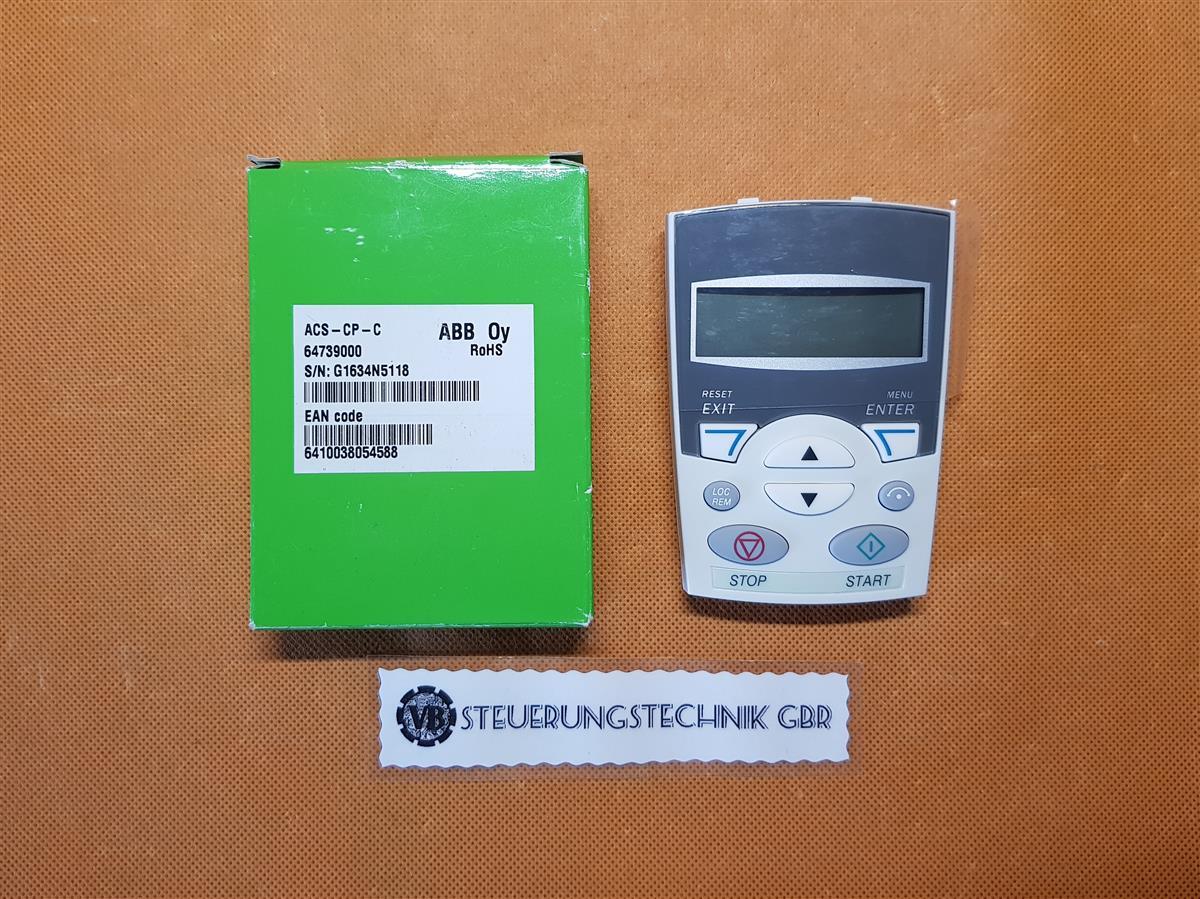 ACS-CP-C
ABB Oy
64739000
RoHS
S/N: G1634N5118
EAN code
6410038054588
RESET
EXIT
MENU
ENTER
LOC
REM
STOP
START
VB STEUERUNGSTECHNIK GBR